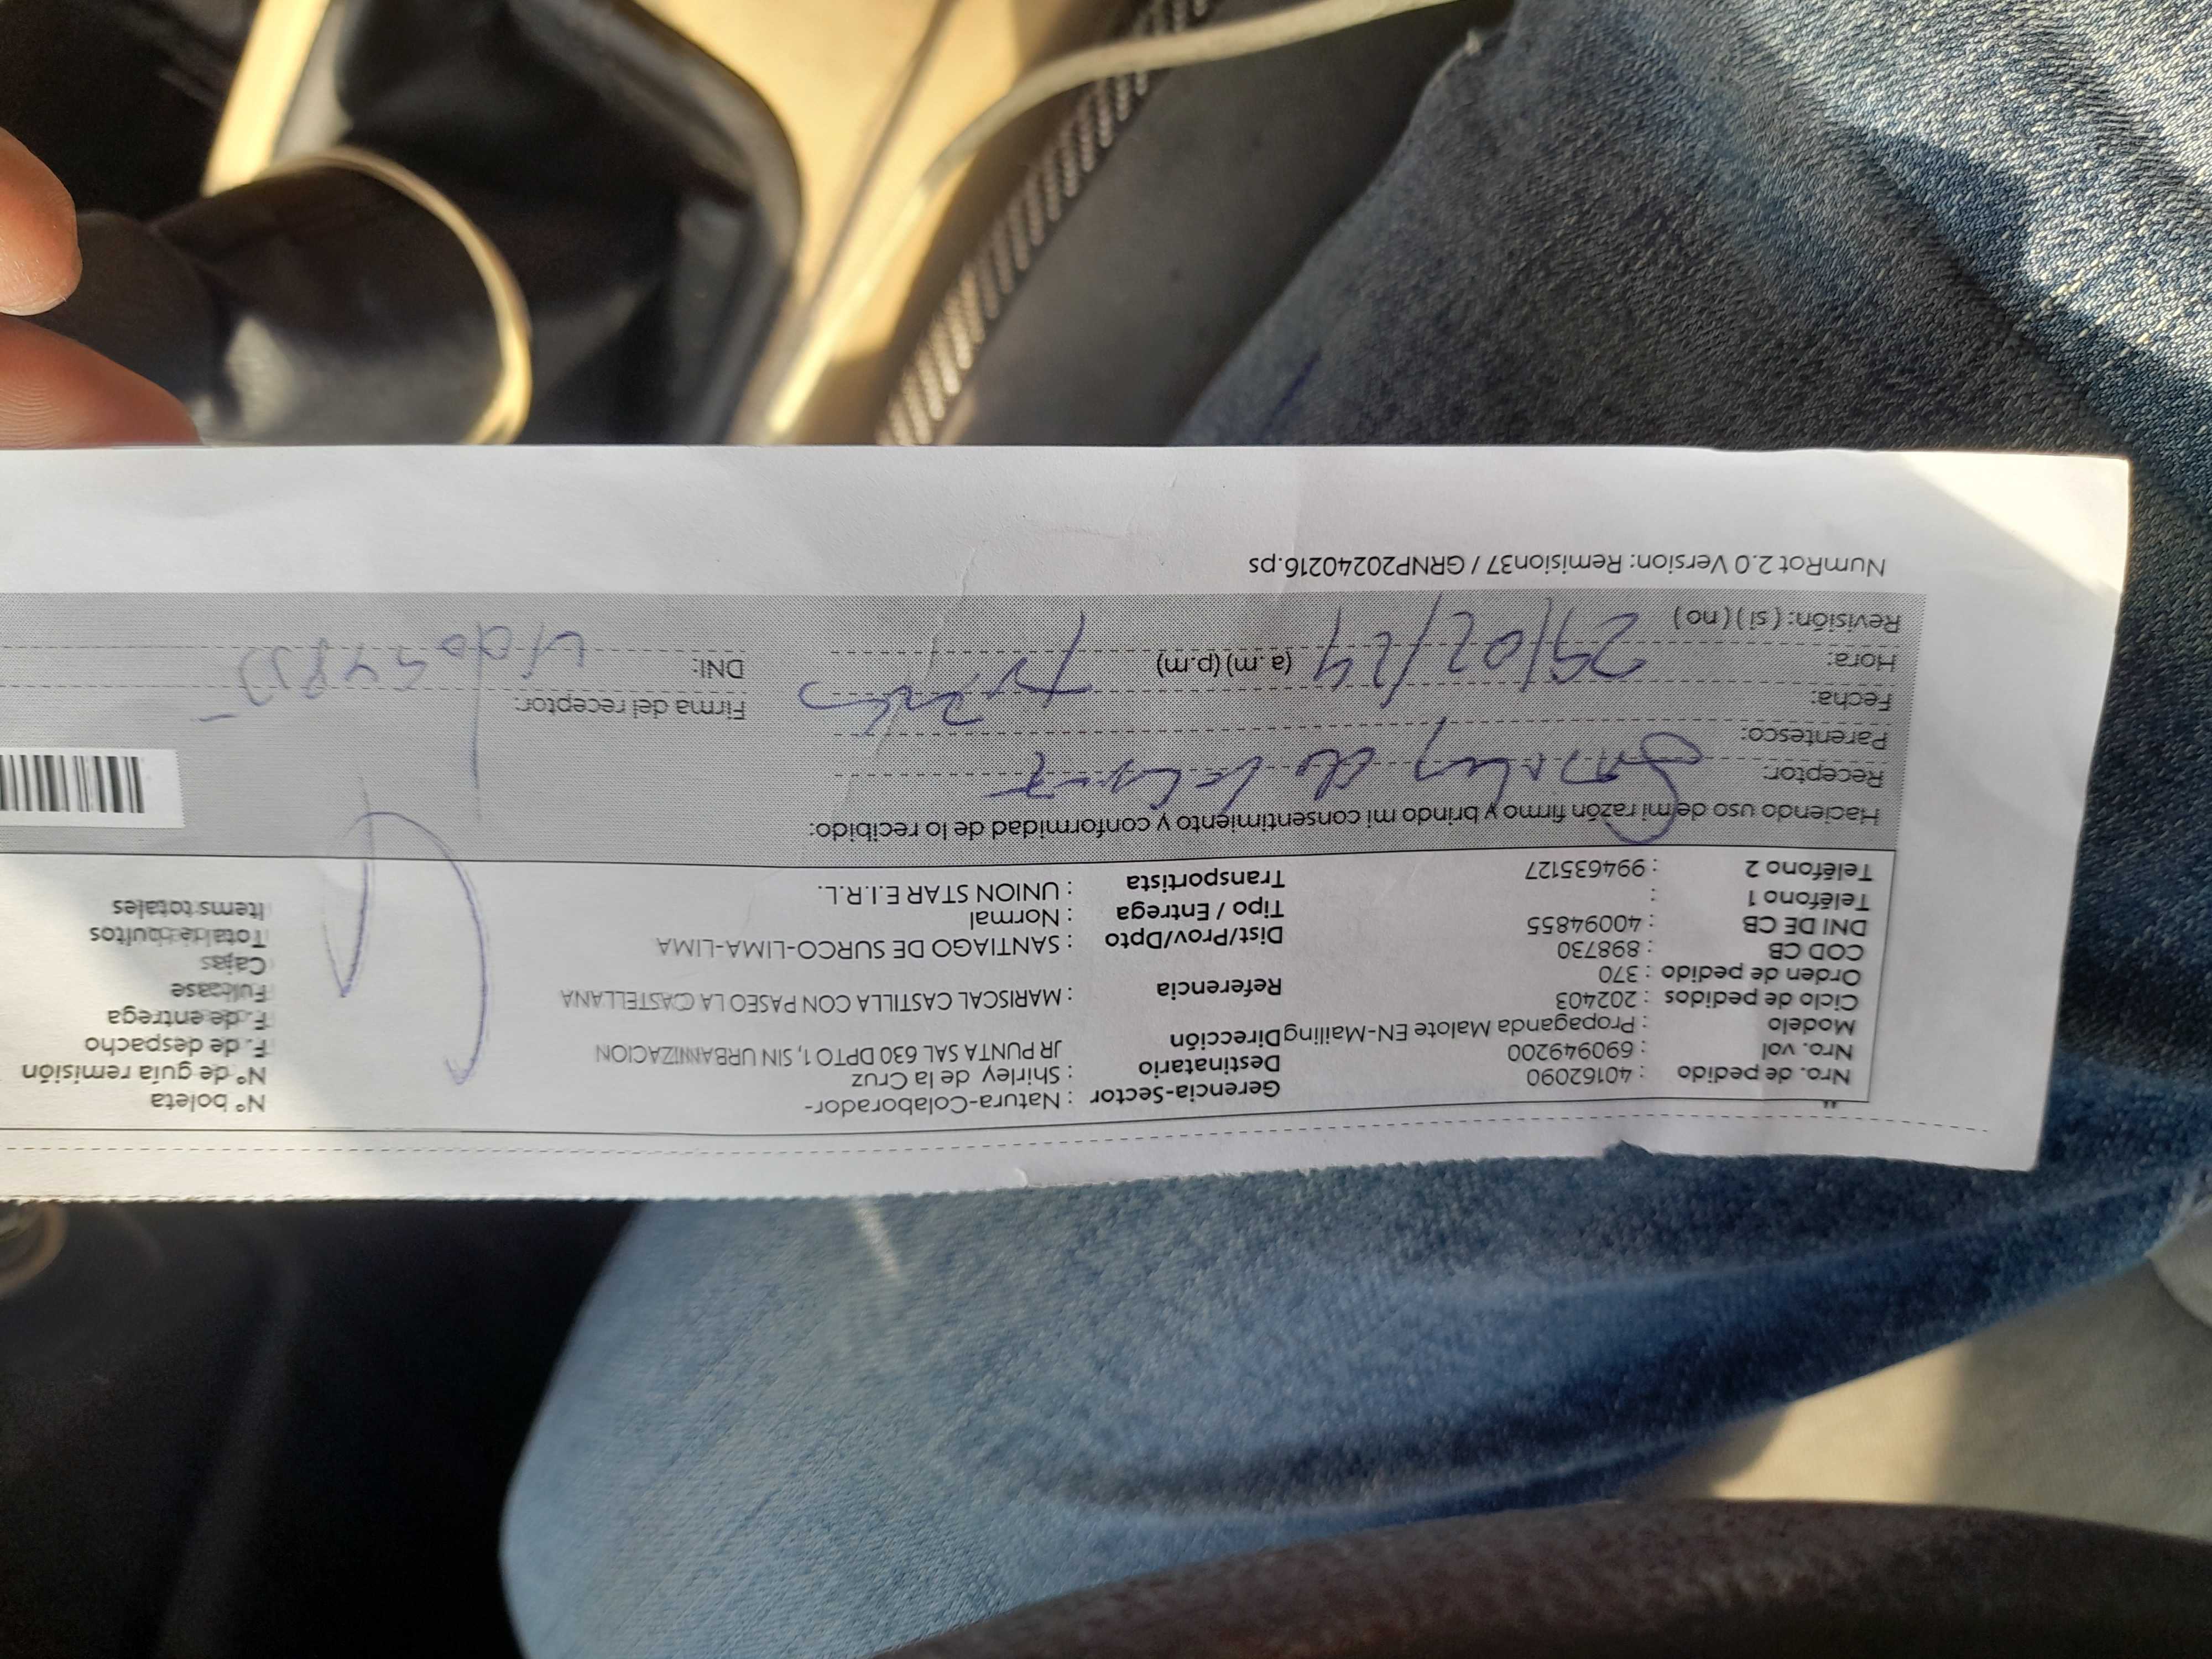 Nro. de pedido : 40162090
Nro. vol : 690949200
Modelo : Propaganda Malote EN-Mailing
Ciclo de pedidos : 202403
Orden de pedido : 370
COD CB : 898730
DNI DE CB : 40094855
Teléfono 1 :
Teléfono 2 : 994635127
Gerencia-Sector : Natura-Colaborador-
Destinatario : Shirley de la Cruz
Dirección JR PUNTA SAL 630 DPTO 1, SIN URBANNIZACION
Referencia : MARISCAL CASTILLA CON PASEO LA CASTELLANA
Dist/Prov/Dpto : SANTIAGO DE SURCO-LIMA-LIMA
Tipo / Entrega : Normal
Transportista : UNION STAR E.I.R.L.
N° boleta
N° de guía remisión
F. de despacho
F. de entrega
Fullcase
Cajas
Total de bultos
Items totales
Haciendo uso de mi razón firmo y brindo mi consentimiento y conformidad de lo recibido:
Receptor: de la
Parentesco:
Fecha: 29/02/24
Hora: (a.m) (p.m)
Revisión: ( si ) ( no )
Firma del receptor:
DNI:
NumRot 2.0 Version: Remision37 / GRNP20240216.ps